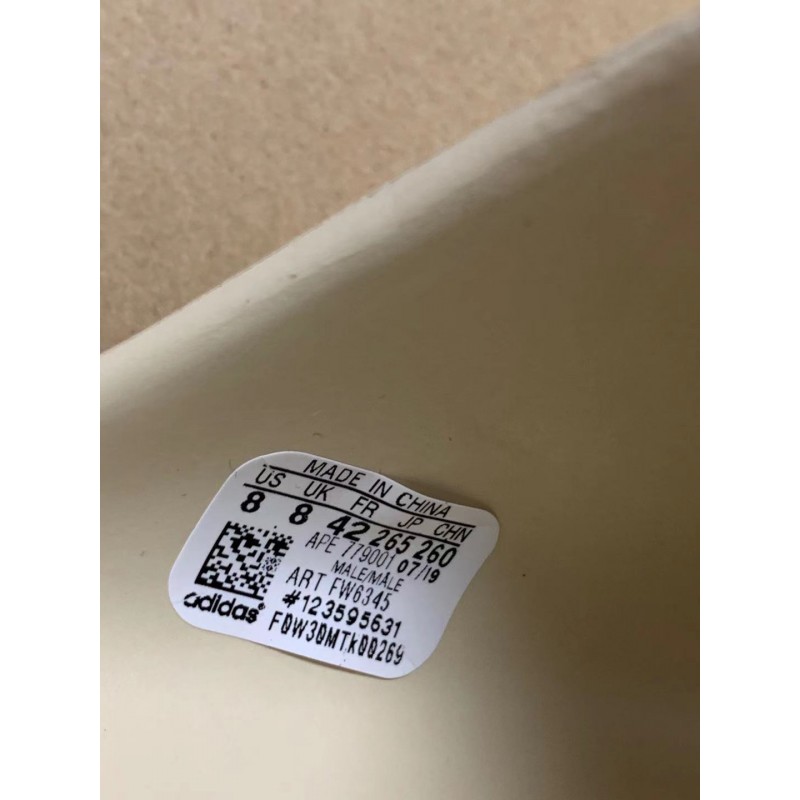 MADE IN CHINA
US UK FR JP CHN
8 8 42 265 260
APE 779001 07/19
MALE/MALE
ART FW6345
#123595631
F0W30MTk00269
adidas®